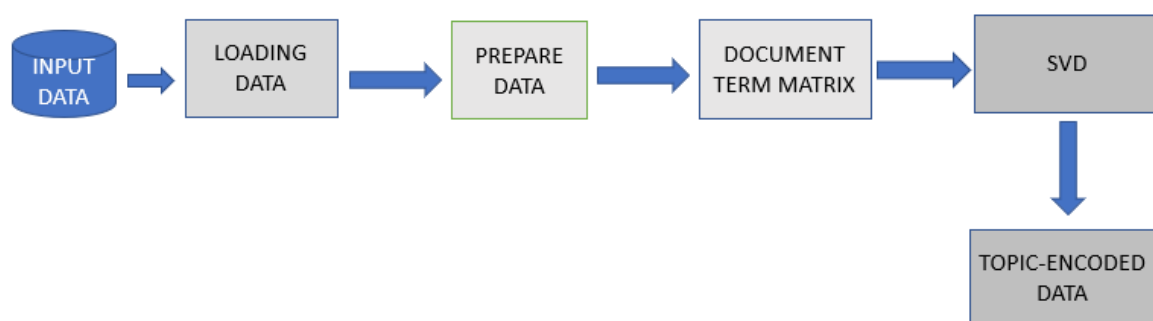 INPUT
DATA
LOADING
DATA
PREPARE
DATA
DOCUMENT
TERM MATRIX
SVD
TOPIC-ENCODED
DATA